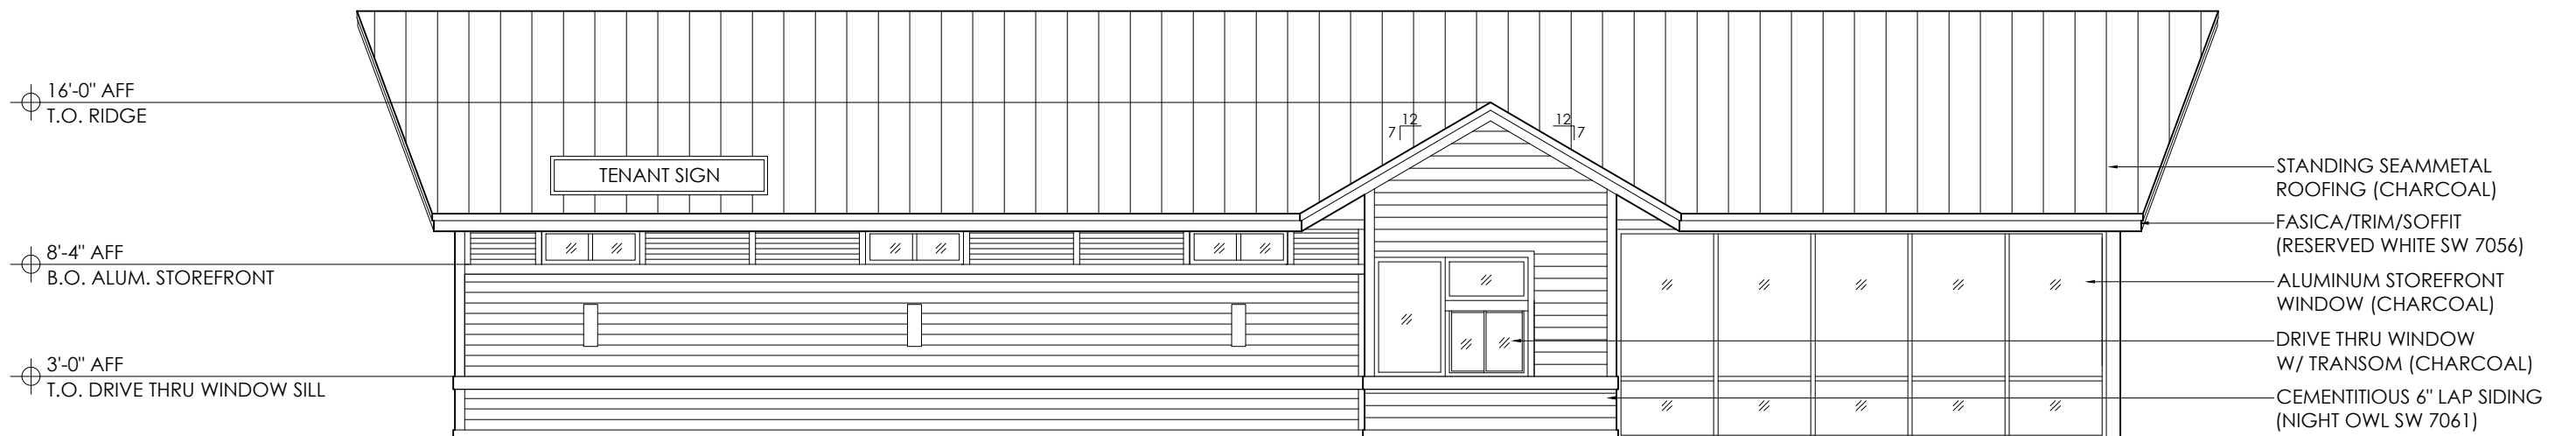 16'-0" AFF
T.O. RIDGE
12
7
12
7
TENANT SIGN
8'-4" AFF
B.O. ALUM. STOREFRONT
3'-0" AFF
T.O. DRIVE THRU WINDOW SILL
STANDING SEAMMETAL
ROOFING (CHARCOAL)
FASICA/TRIM/SOFFIT
(RESERVED WHITE SW 7056)
ALUMINUM STOREFRONT
WINDOW (CHARCOAL)
DRIVE THRU WINDOW
W/ TRANSOM (CHARCOAL)
CEMENTITIOUS 6" LAP SIDING
(NIGHT OWL SW 7061)